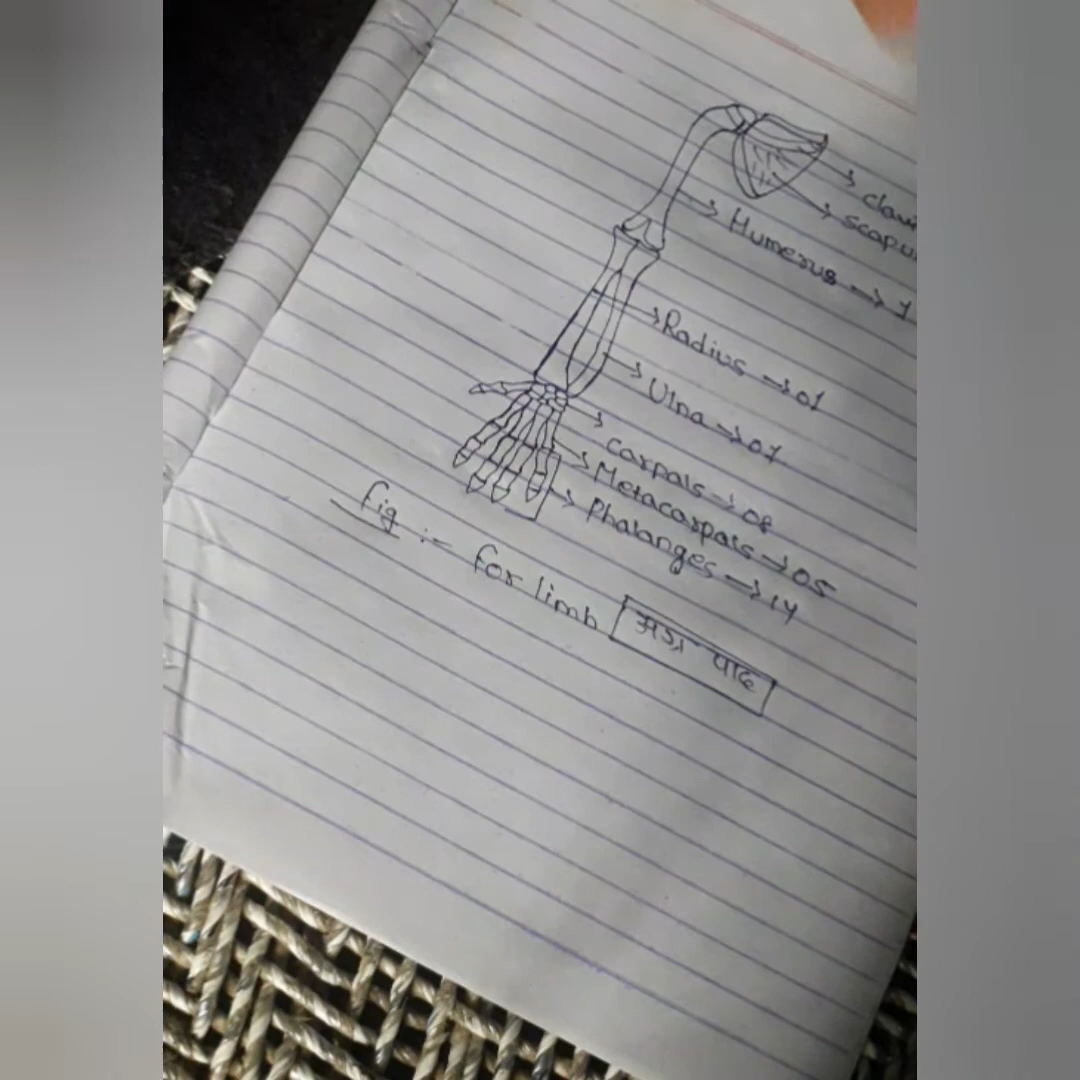 clavi
scapu
Humerus → 1
Radius → 01
Ulna → 01
Carpals → 08
Metacarpals → 05
Phalanges → 14
fig :- for limb अग्र पाद